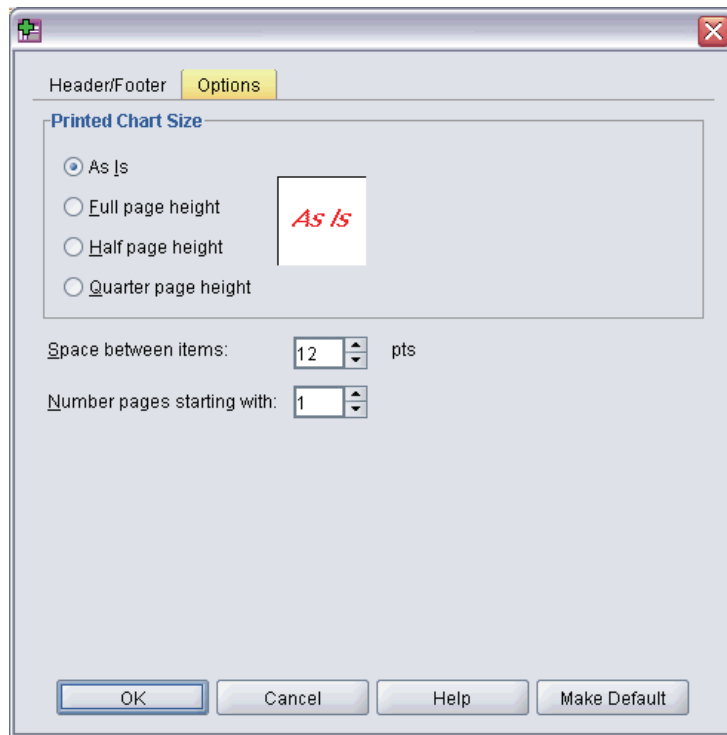 Header/Footer Options
Printed Chart Size
As Is
Full page height
As Is
Half page height
Quarter page height
Space between items: 12 pts
Number pages starting with: 1
OK Cancel Help Make Default